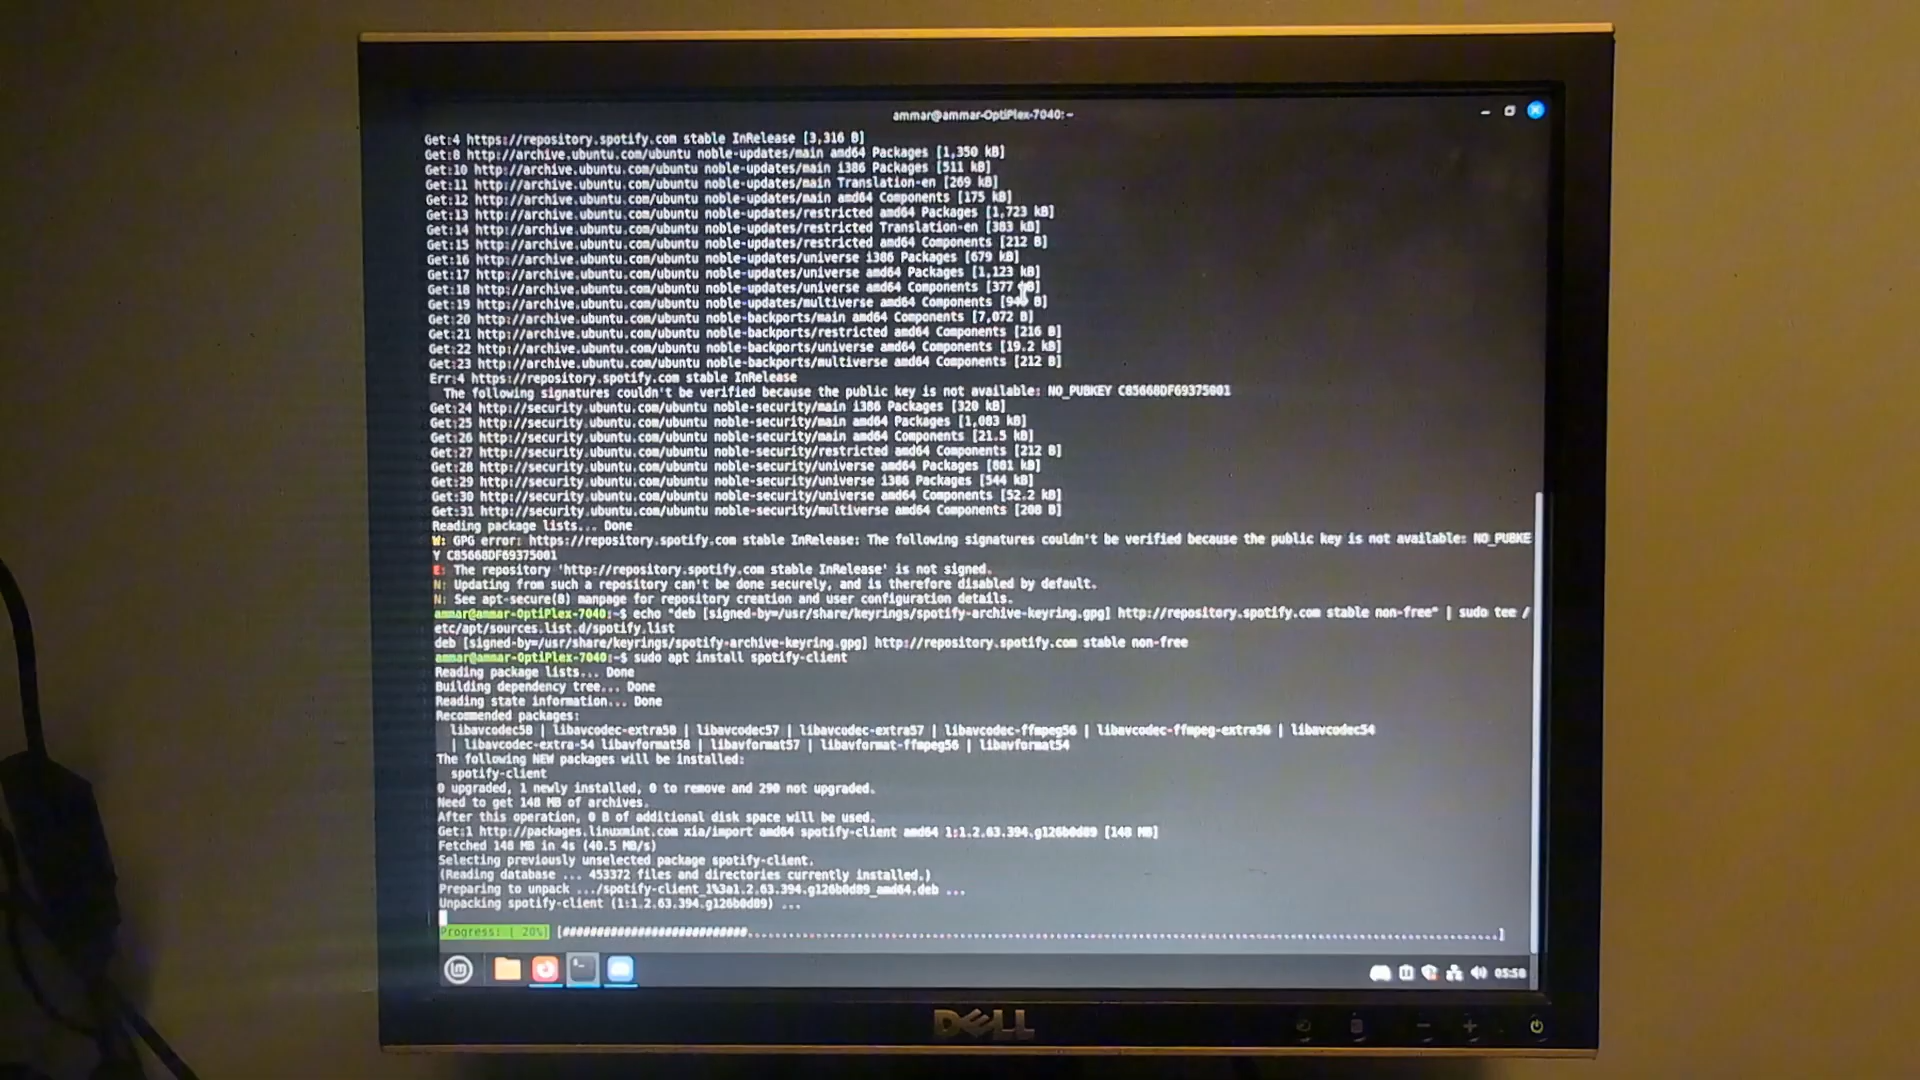 ammar@ammar-OptiPlex-7040: ~
Get:4 https://repository.spotify.com stable InRelease [3,316 B]
Get:8 http://archive.ubuntu.com/ubuntu noble-updates/main amd64 Packages [1,350 kB]
Get:10 http://archive.ubuntu.com/ubuntu noble-updates/main i386 Packages [511 kB]
Get:11 http://archive.ubuntu.com/ubuntu noble-updates/main Translation-en [269 kB]
Get:12 http://archive.ubuntu.com/ubuntu noble-updates/main amd64 Components [175 kB]
Get:13 http://archive.ubuntu.com/ubuntu noble-updates/restricted amd64 Packages [1,723 kB]
Get:14 http://archive.ubuntu.com/ubuntu noble-updates/restricted Translation-en [383 kB]
Get:15 http://archive.ubuntu.com/ubuntu noble-updates/restricted amd64 Components [212 B]
Get:16 http://archive.ubuntu.com/ubuntu noble-updates/universe i386 Packages [679 kB]
Get:17 http://archive.ubuntu.com/ubuntu noble-updates/universe amd64 Packages [1,123 kB]
Get:18 http://archive.ubuntu.com/ubuntu noble-updates/universe amd64 Components [377 kB]
Get:19 http://archive.ubuntu.com/ubuntu noble-updates/multiverse amd64 Components B]
Get:20 http://archive.ubuntu.com/ubuntu noble-backports/main amd64 Components [7,072 B]
Get:21 http://archive.ubuntu.com/ubuntu noble-backports/restricted amd64 Components [216 B]
Get:22 http://archive.ubuntu.com/ubuntu noble-backports/universe amd64 Components [19.2 kB]
Get:23 http://archive.ubuntu.com/ubuntu noble-backports/multiverse amd64 Components [212 B]
Err:4 https://repository.spotify.com stable InRelease
The following signatures couldn't be verified because the public key is not available: NO_PUBKEY C85668DF69375001
Get:24 http://security.ubuntu.com/ubuntu noble-security/main i386 Packages [320 kB]
Get:25 http://security.ubuntu.com/ubuntu noble-security/main amd64 Packages [1,083 kB]
Get:26 http://security.ubuntu.com/ubuntu noble-security/main amd64 Components [21.5 kB]
Get:27 http://security.ubuntu.com/ubuntu noble-security/restricted amd64 Components [212 B]
Get:28 http://security.ubuntu.com/ubuntu noble-security/universe amd64 Packages [881 kB]
Get:29 http://security.ubuntu.com/ubuntu noble-security/universe i386 Packages [544 kB]
Get:30 http://security.ubuntu.com/ubuntu noble-security/universe amd64 Components [52.2 kB]
Get:31 http://security.ubuntu.com/ubuntu noble-security/multiverse amd64 Components [208 B]
Reading package lists... Done
W: GPG error: https://repository.spotify.com stable InRelease: The following signatures couldn't be verified because the public key is not available: NO_PUBKE
Y C85668DF69375001
E: The repository 'http://repository.spotify.com stable InRelease' is not signed.
N: Updating from such a repository can't be done securely, and is therefore disabled by default.
N: See apt-secure(8) manpage for repository creation and user configuration details.
ammar@ammar-OptiPlex-7040:~$ echo "deb [signed-by=/usr/share/keyrings/spotify-archive-keyring.gpg] http://repository.spotify.com stable non-free" | sudo tee /
etc/apt/sources.list.d/spotify.list
deb [signed-by=/usr/share/keyrings/spotify-archive-keyring.gpg] http://repository.spotify.com stable non-free
ammar@ammar-OptiPlex-7040:~$ sudo apt install spotify-client
Reading package lists... Done
Building dependency tree... Done
Reading state information... Done
Recommended packages:
libavcodec58 | libavcodec-extra58 | libavcodec57 | libavcodec-extra57 | libavcodec-ffmpeg56 | libavcodec-ffmpeg-extra56 | libavcodec54
| libavcodec-extra-54 libavformat58 | libavformat57 | libavformat-ffmpeg56 | libavformat54
The following NEW packages will be installed:
spotify-client
0 upgraded, 1 newly installed, 0 to remove and 290 not upgraded.
Need to get 148 MB of archives.
After this operation, 0 B of additional disk space will be used.
Get:1 http://packages.linuxmint.com xia/import amd64 spotify-client amd64 1:1.2.63.394.g126b0d89 [148 MB]
Fetched 148 MB in 4s (40.5 MB/s)
Selecting previously unselected package spotify-client.
(Reading database ... 453372 files and directories currently installed.)
Preparing to unpack .../spotify-client_1%3a1.2.63.394.g126b0d89_amd64.deb ...
Unpacking spotify-client (1:1.2.63.394.g126b0d89) ...
Progress: [ 20%]
05:58
DELL